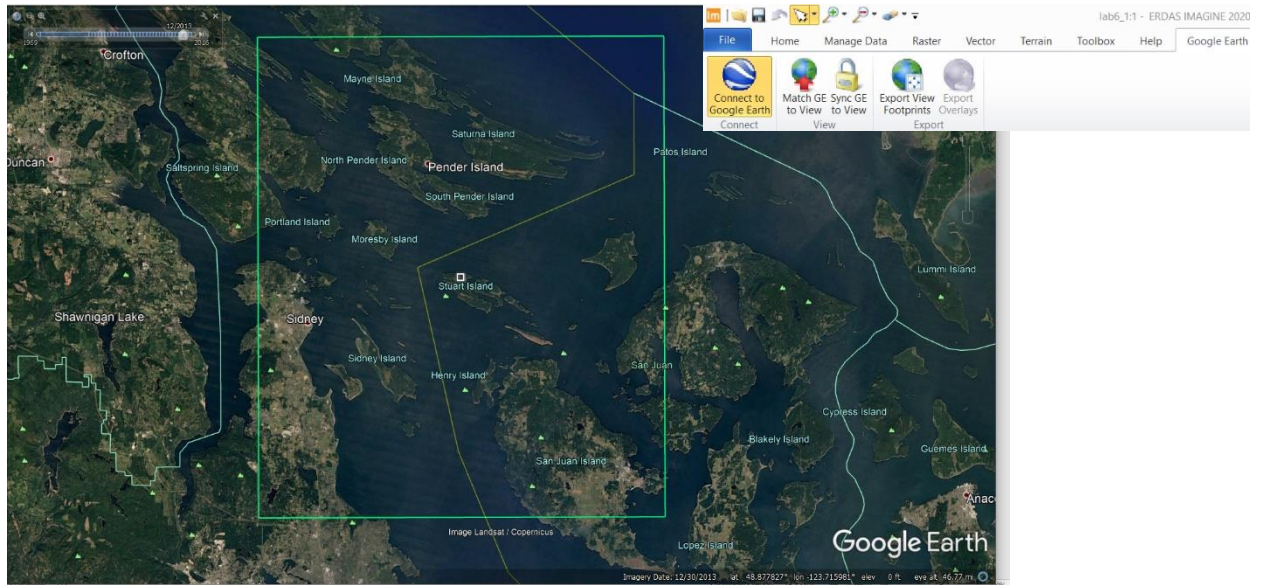 12/2013
1959
2016
Crofton
Mayne Island
Saturna Island
Patos Island
Duncan
Saltspring Island
North Pender Island
Pender Island
South Pender Island
Portland Island
Moresby Island
Lummi Island
Stuart Island
Shawnigan Lake
Sidney
Sidney Island
Henry Island
San Juan
Cypress Island
Blakely Island
Guemes Island
San Juan Island
Anac
Image Landsat / Copernicus
Lopez Island
Google Earth
Imagery Date: 12/30/2013 lat 48.877827° lon -123.715981° elev 0 ft eye alt 46.77 mi
lab6_1:1 - ERDAS IMAGINE 2020
File Home Manage Data Raster Vector Terrain Toolbox Help Google Earth
Connect to Google Earth
Match GE to View
Sync GE to View
Export View Footprints
Export Overlays
Connect View Export